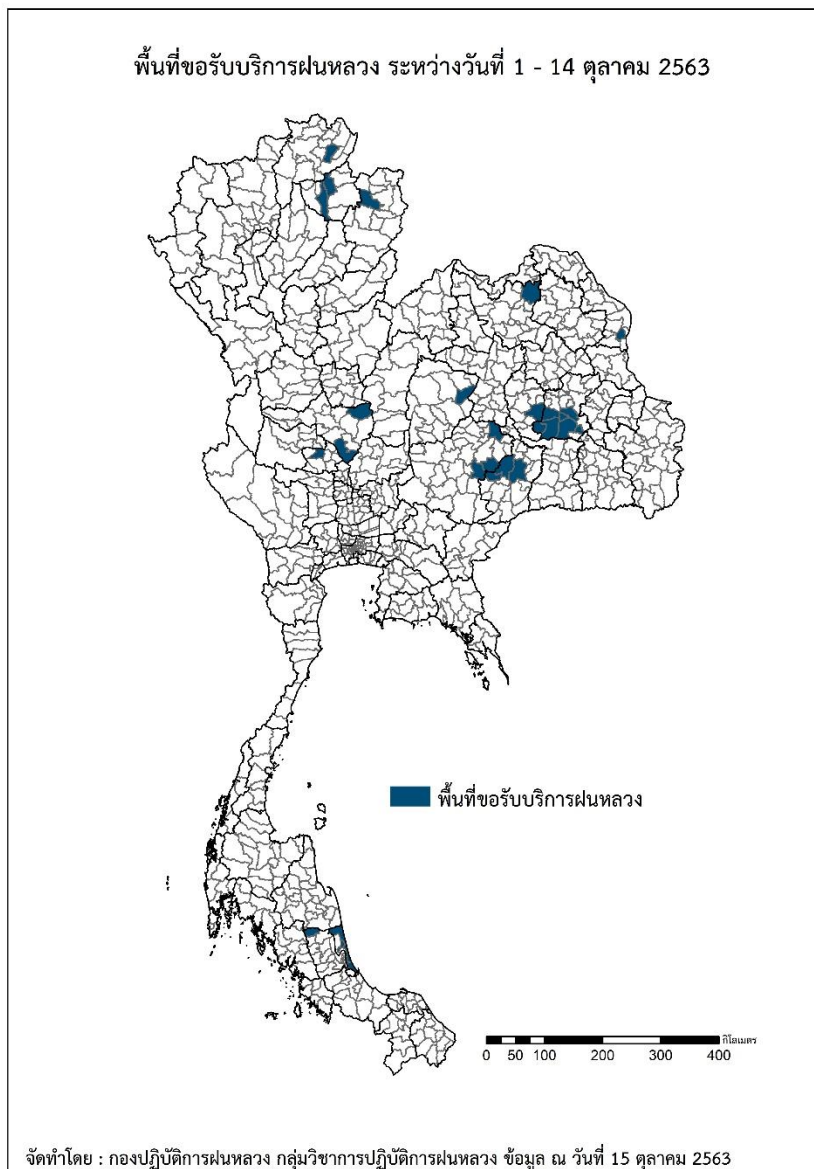 พื้นที่ขอรับบริการฝนหลวง ระหว่างวันที่ 1 - 14 ตุลาคม 2563
พื้นที่ขอรับบริการฝนหลวง
กิโลเมตร
0 50 100 200 300 400
จัดทำโดย : กองปฏิบัติการฝนหลวง กลุ่มวิชาการปฏิบัติการฝนหลวง ข้อมูล ณ วันที่ 15 ตุลาคม 2563